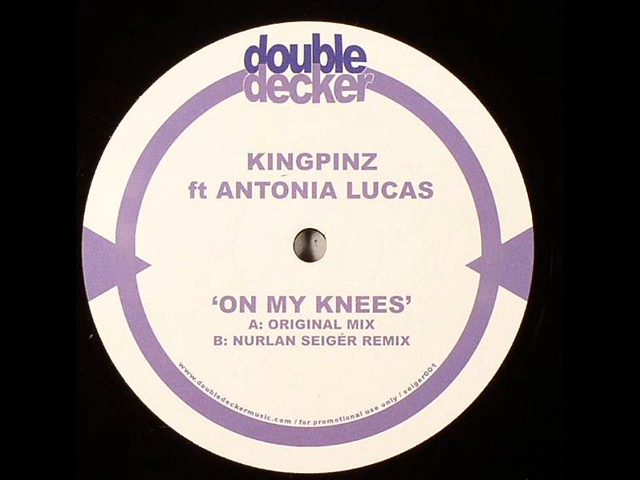 double
decker
KINGPINZ
ft ANTONIA LUCAS
‘ON MY KNEES’
A: ORIGINAL MIX
B: NURLAN SEIGÉR REMIX
www.doubledeckermusic.com / for promotional use only / seiger001